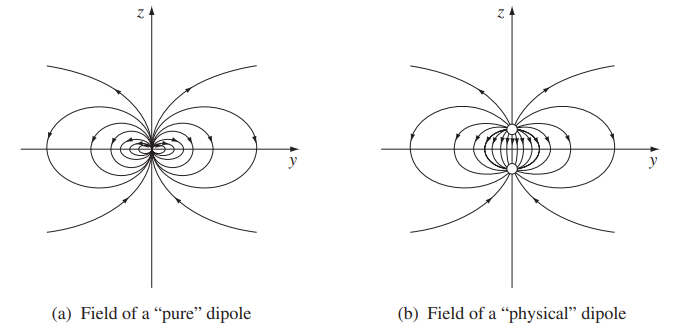 z
y
z
y
(a) Field of a “pure” dipole
(b) Field of a “physical” dipole